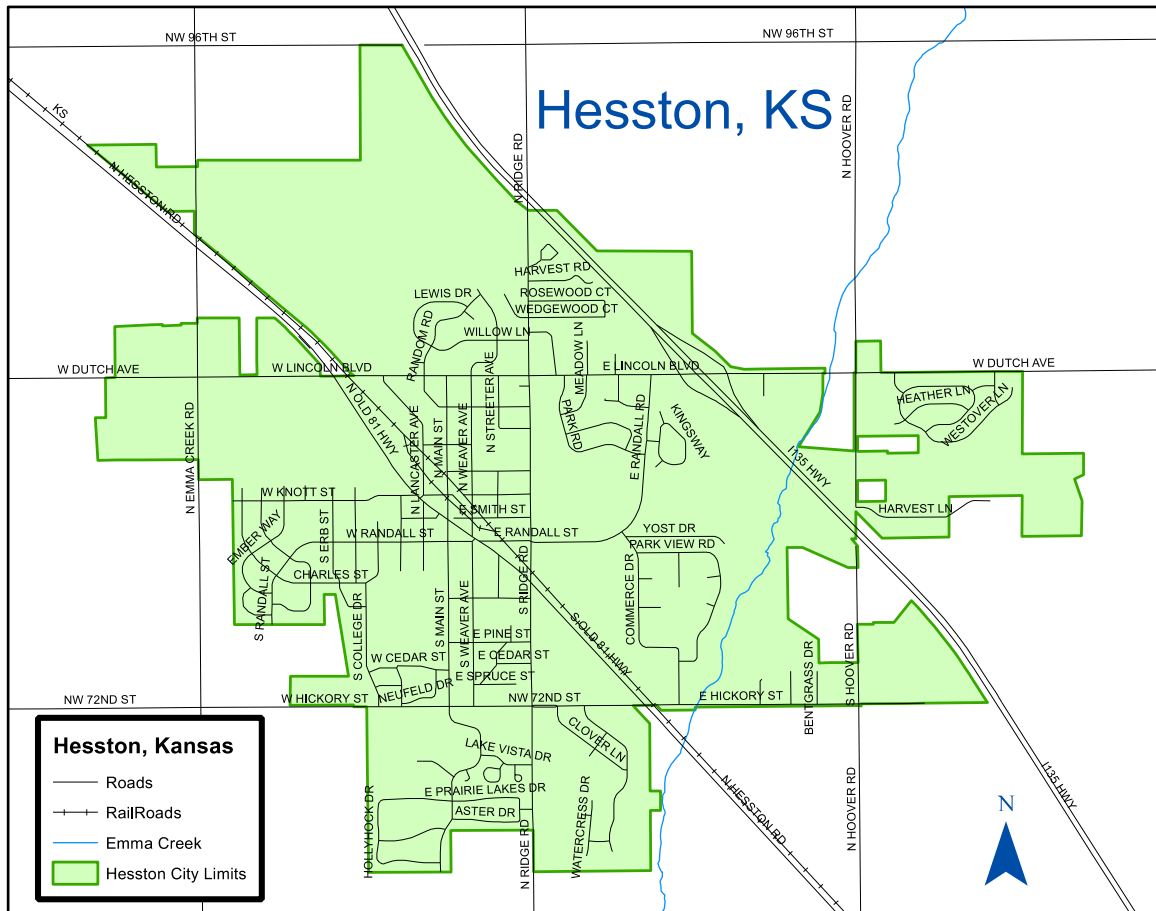 NW 96TH ST
NW 96TH ST
Hesston, KS
KS
N HESSTON RD
N RIDGE RD
N HOOVER RD
HARVEST RD
LEWIS DR
ROSEWOOD CT
WEDGEWOOD CT
RANDOM RD
WILLOW LN
MEADOW LN
W DUTCH AVE
W LINCOLN BLVD
E LINCOLN BLVD
W DUTCH AVE
N STREETER AVE
HEATHER LN
WESTOVER LN
N OLD 81 HWY
N LANCASTER AVE
N MAIN ST
N WEAVER AVE
PARK RD
E RANDALL RD
KINGSWAY
N EMMA CREEK RD
I135 HWY
W KNOTT ST
E SMITH ST
HARVEST LN
EMBER WAY
S ERB ST
W RANDALL ST
E RANDALL ST
YOST DR
PARK VIEW RD
CHARLES ST
S RANDALL ST
S RIDGE RD
COMMERCE DR
S COLLEGE DR
S MAIN ST
S WEAVER AVE
E PINE ST
S OLD 81 HWY
W CEDAR ST
E CEDAR ST
S HOOVER RD
NEUFELD DR
E SPRUCE ST
BENTGRASS DR
NW 72ND ST
W HICKORY ST
NW 72ND ST
E HICKORY ST
CLOVER LN
LAKE VISTA DR
E PRAIRIE LAKES DR
ASTER DR
HOLLYHOCK DR
N RIDGE RD
WATERCRESS DR
N HESSTON RD
N HOOVER RD
I135 HWY
Hesston, Kansas
Roads
RailRoads
Emma Creek
Hesston City Limits
N